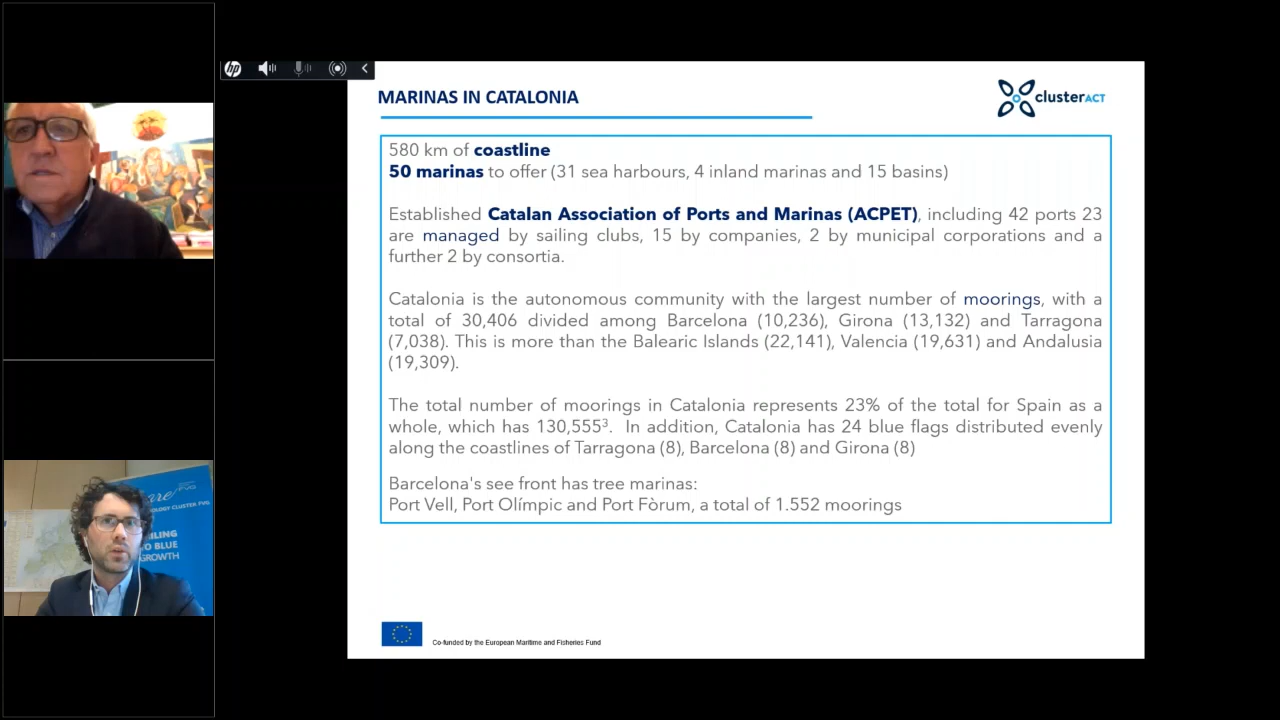 hp
MARINAS IN CATALONIA
clusterACT
580 km of coastline
50 marinas to offer (31 sea harbours, 4 inland marinas and 15 basins)
Established Catalan Association of Ports and Marinas (ACPET), including 42 ports 23
are managed by sailing clubs, 15 by companies, 2 by municipal corporations and a
further 2 by consortia.
Catalonia is the autonomous community with the largest number of moorings, with a
total of 30,406 divided among Barcelona (10,236), Girona (13,132) and Tarragona
(7,038). This is more than the Balearic Islands (22,141), Valencia (19,631) and Andalusia
(19,309).
The total number of moorings in Catalonia represents 23% of the total for Spain as a
whole, which has 130,555³. In addition, Catalonia has 24 blue flags distributed evenly
along the coastlines of Tarragona (8), Barcelona (8) and Girona (8)
Barcelona's see front has tree marinas:
Port Vell, Port Olímpic and Port Fòrum, a total of 1.552 moorings
Co-funded by the European Maritime and Fisheries Fund
OLOGY CLUSTER FVG
TO BLUE
GROWTH